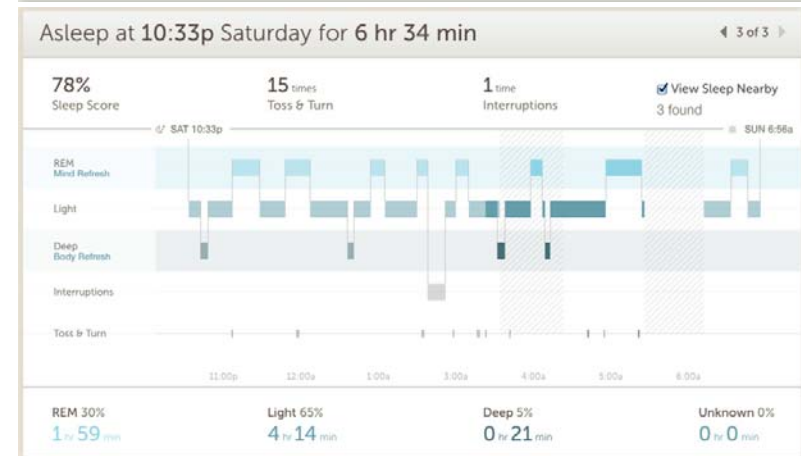 Asleep at 10:33p Saturday for 6 hr 34 min
3 of 3
78%
Sleep Score
15 times
Toss & Turn
1 time
Interruptions
View Sleep Nearby
3 found
SAT 10:33p
SUN 6:56a
REM
Mind Refresh
Light
Deep
Body Refresh
Interruptions
Toss & Turn
11:00p 12:00a 1:00a 3:00a 4:00a 5:00a 6:00a
REM 30%
1 hr 59 min
Light 65%
4 hr 14 min
Deep 5%
0 hr 21 min
Unknown 0%
0 hr 0 min